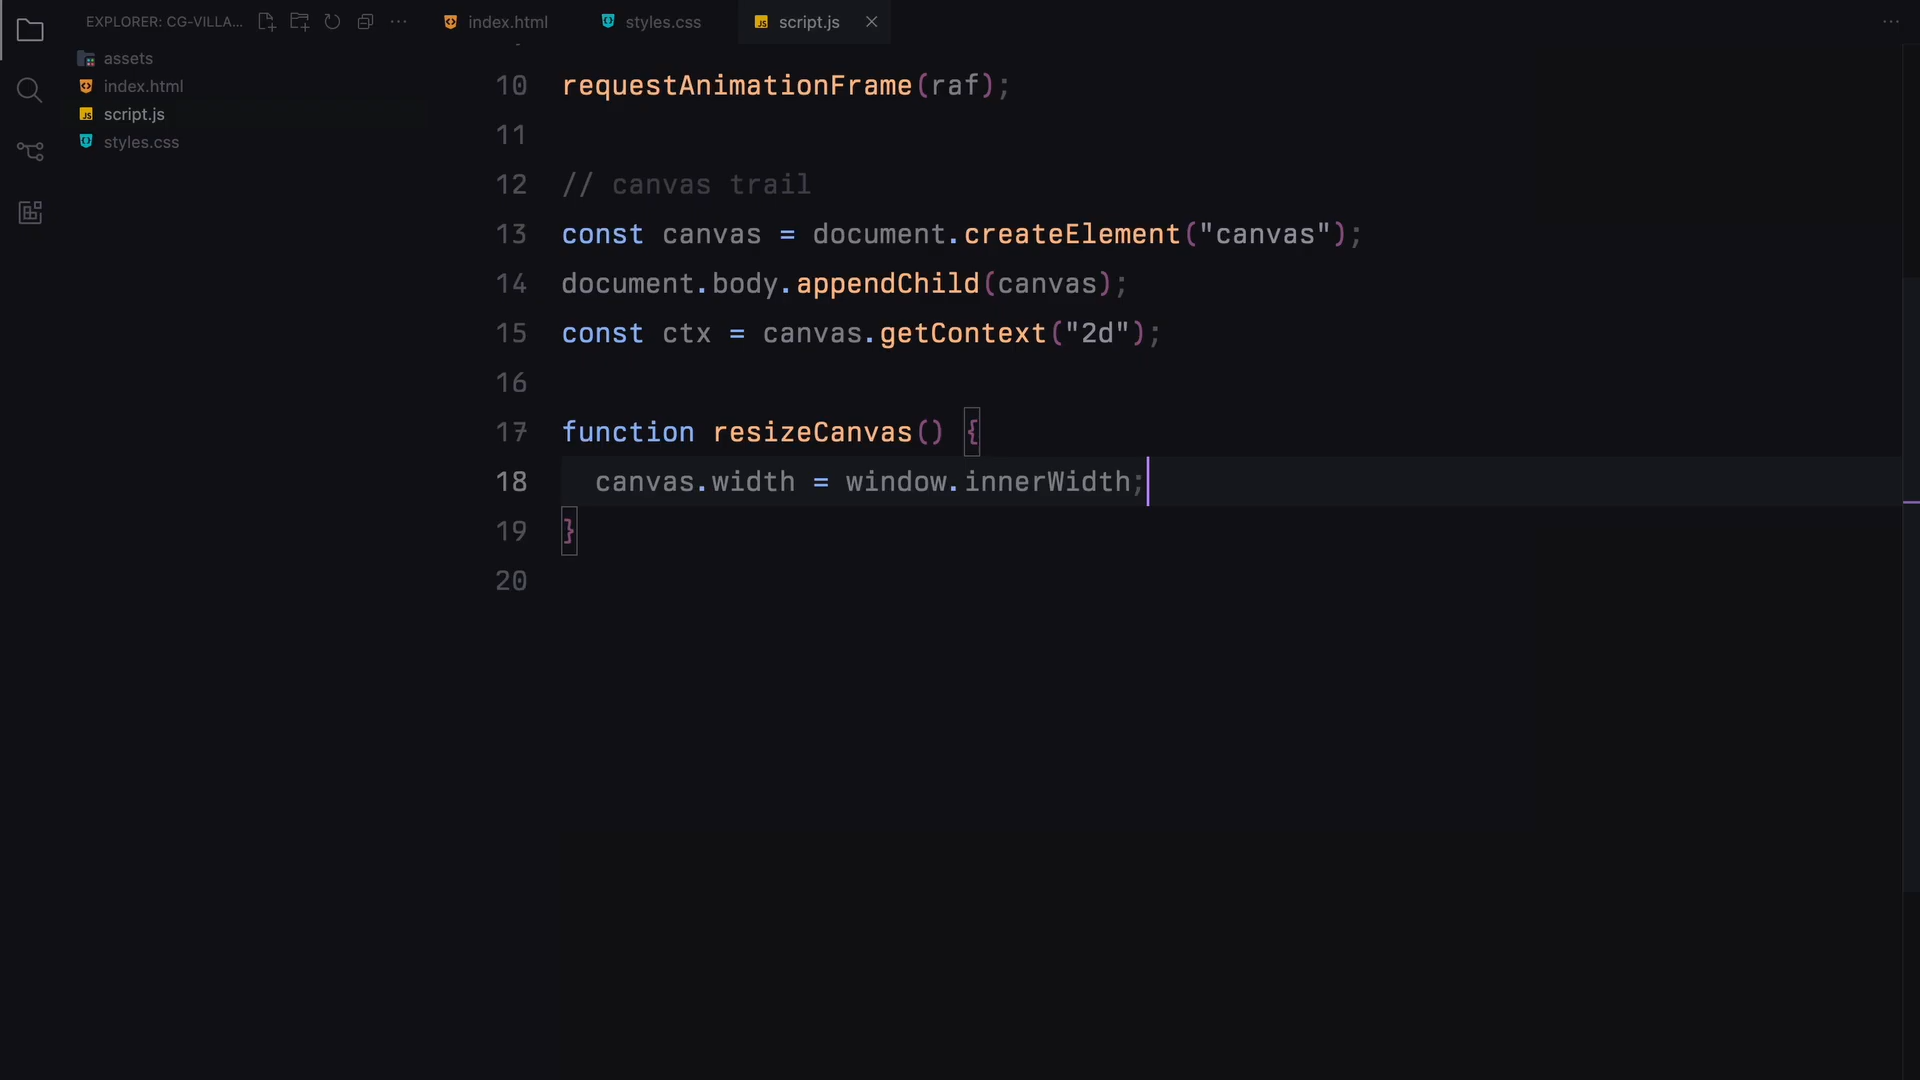 EXPLORER: CG-VILLA...
index.html
styles.css
script.js
assets
index.html
script.js
styles.css
10 requestAnimationFrame(raf);
11
12 // canvas trail
13 const canvas = document.createElement("canvas");
14 document.body.appendChild(canvas);
15 const ctx = canvas.getContext("2d");
16
17 function resizeCanvas() {
18 canvas.width = window.innerWidth;
19 }
20